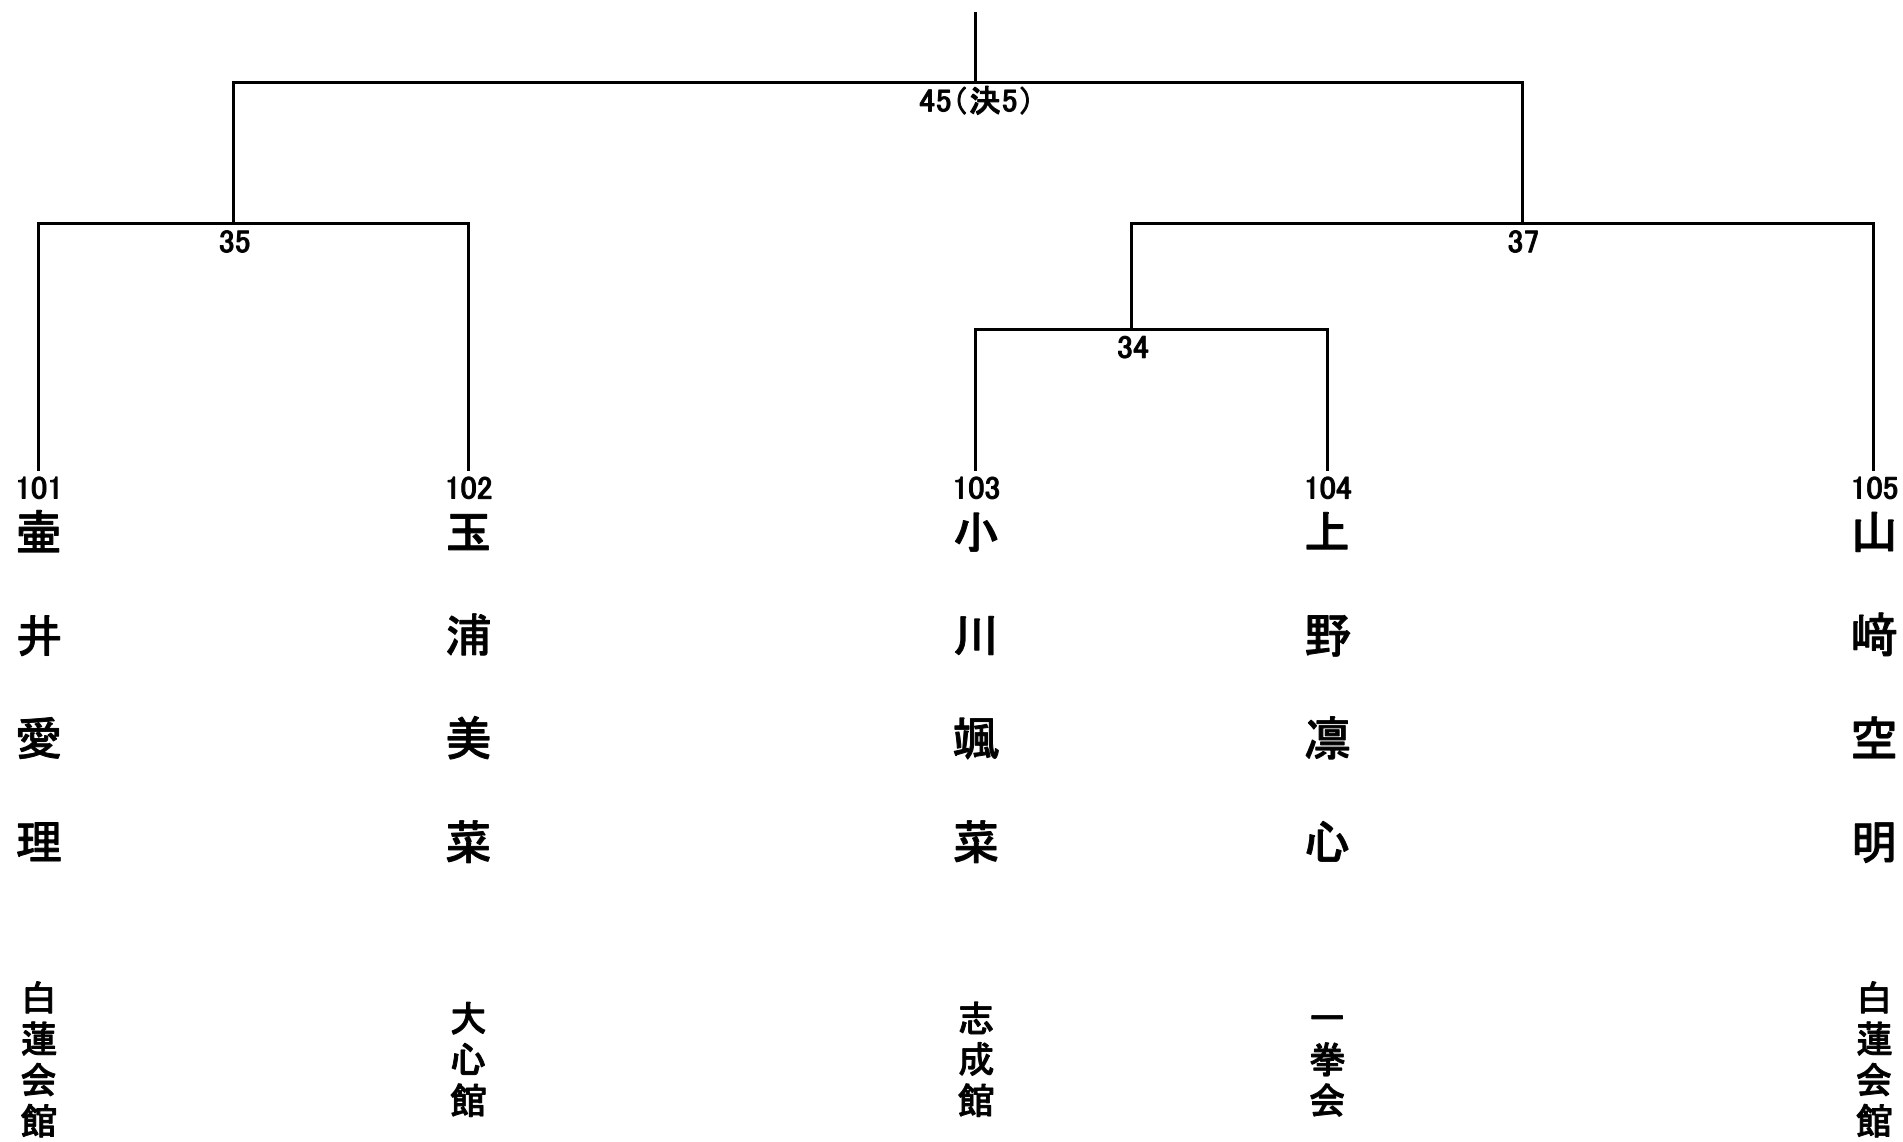 45(決5)
35
37
34
101
壷井愛理
白蓮会館
102
玉浦美菜
大心館
103
小川颯菜
志成館
104
上野凛心
一拳会
105
山﨑空明
白蓮会館